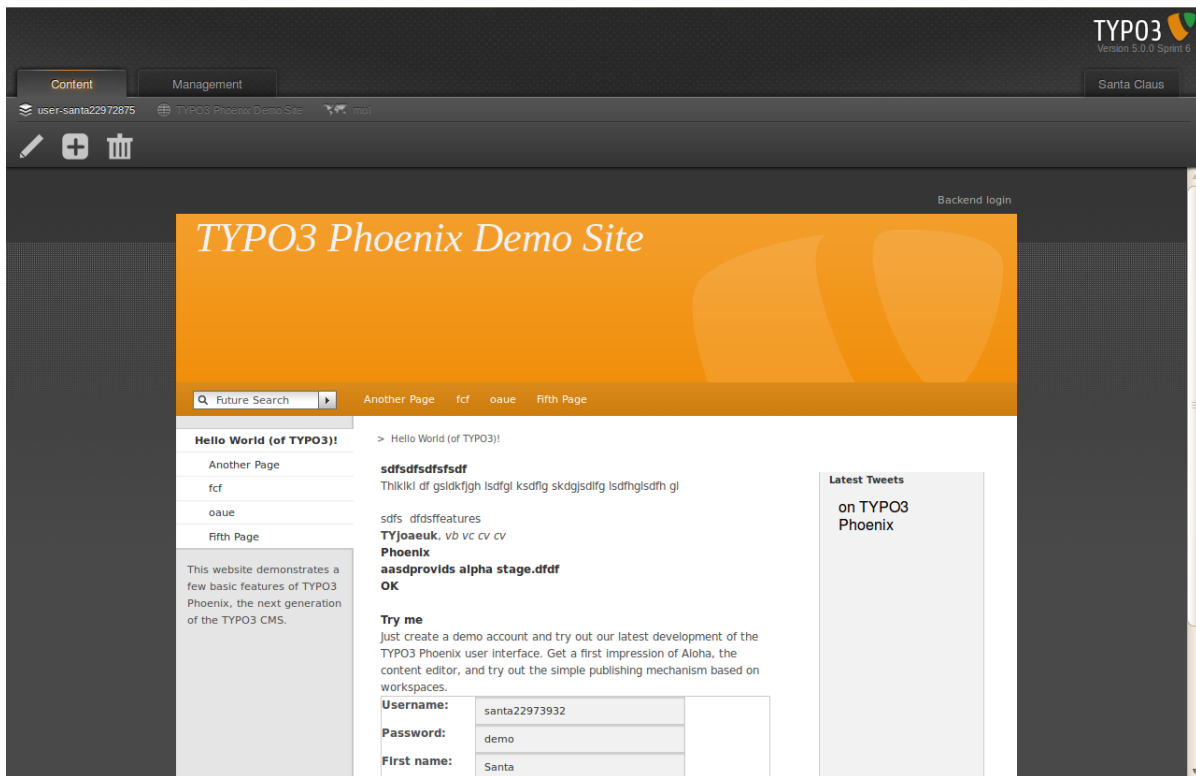 TYPO3
Version 5.0.0 Sprint 6
Content
Management
Santa Claus
user-santa22972875
TYPO3 Phoenix Demo Site
Backend login
TYPO3 Phoenix Demo Site
Future Search
Another Page
fcf
oaue
Fifth Page
Hello World (of TYPO3)!
Another Page
fcf
oaue
Fifth Page
This website demonstrates a
few basic features of TYPO3
Phoenix, the next generation
of the TYPO3 CMS.
> Hello World (of TYPO3)!
sdfsdfsdfsfsdf
Thlklkl df gsldkfjgh lsdfgl ksdflg skdgjsdlfg lsdfhglsdfh gl
sdfs dfdsffeatures
TYjoaeuk, vb vc cv cv
Phoenix
aasdprovids alpha stage.dfdf
OK
Try me
Just create a demo account and try out our latest development of the
TYPO3 Phoenix user interface. Get a first impression of Aloha, the
content editor, and try out the simple publishing mechanism based on
workspaces.
Username:
santa22973932
Password:
demo
First name:
Santa
Latest Tweets
on TYPO3
Phoenix